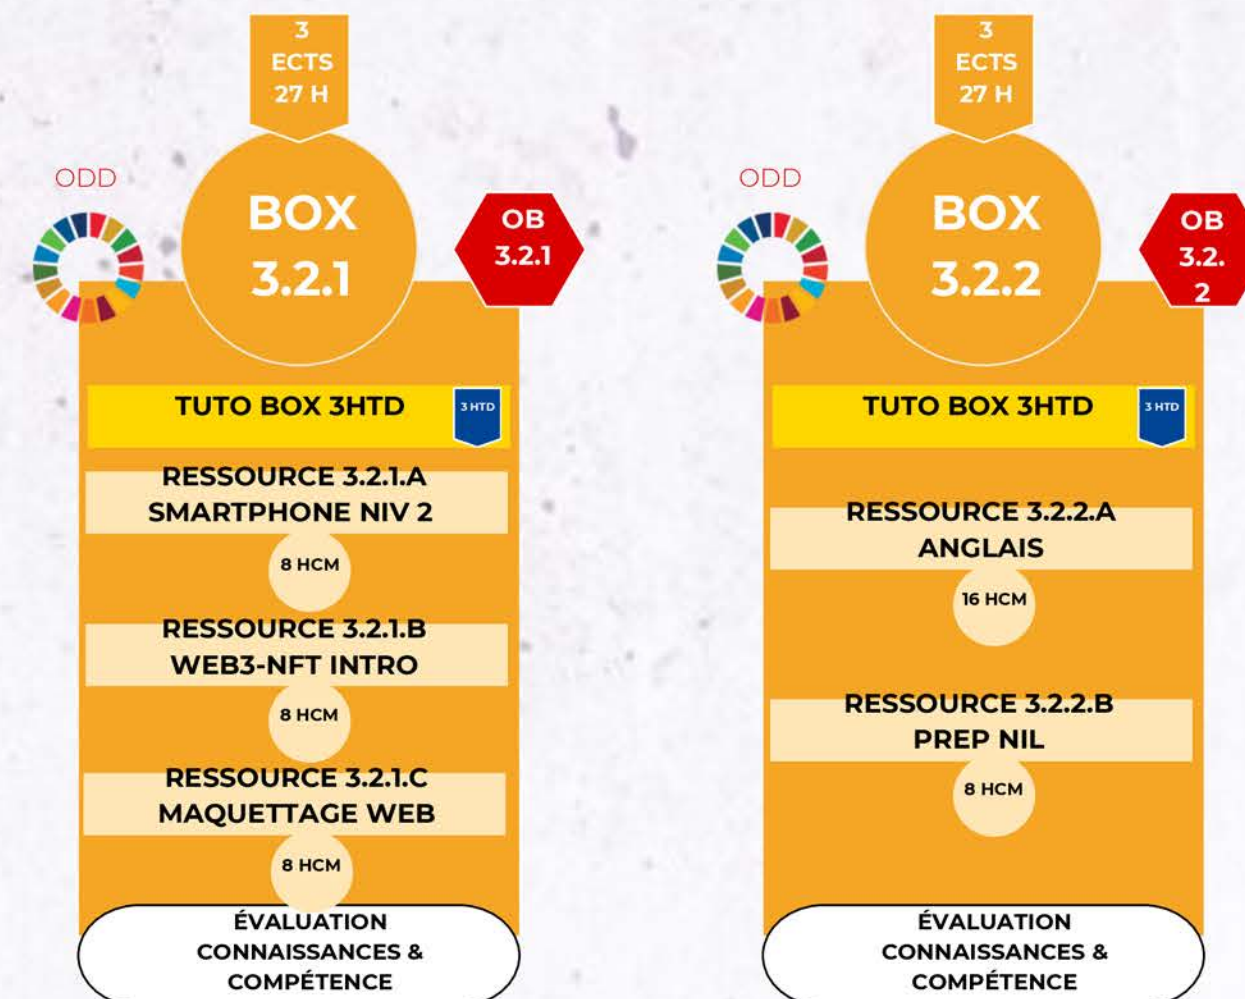 3
ECTS
27 H
ODD
BOX
3.2.1
OB
3.2.1
TUTO BOX 3HTD
3 HTD
RESSOURCE 3.2.1.A
SMARTPHONE NIV 2
8 HCM
RESSOURCE 3.2.1.B
WEB3-NFT INTRO
8 HCM
RESSOURCE 3.2.1.C
MAQUETTAGE WEB
8 HCM
ÉVALUATION
CONNAISSANCES &
COMPÉTENCE
3
ECTS
27 H
ODD
BOX
3.2.2
OB
3.2.
2
TUTO BOX 3HTD
3 HTD
RESSOURCE 3.2.2.A
ANGLAIS
16 HCM
RESSOURCE 3.2.2.B
PREP NIL
8 HCM
ÉVALUATION
CONNAISSANCES &
COMPÉTENCE